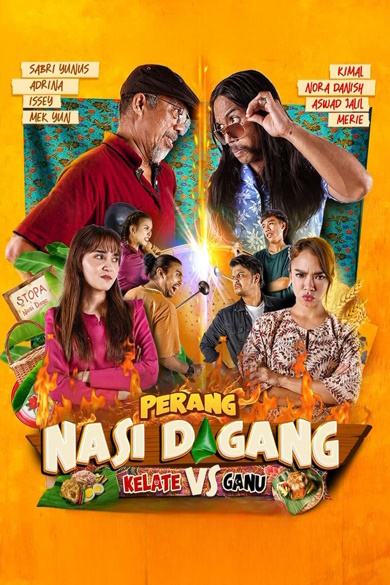 SABRI YUNUS
ADRINA
ISSEY
MEK YUN
KIMAL
NORA DANISH
ASWAD JALIL
MERIE
PERANG
NASI DAGANG
KELATE VS GANU